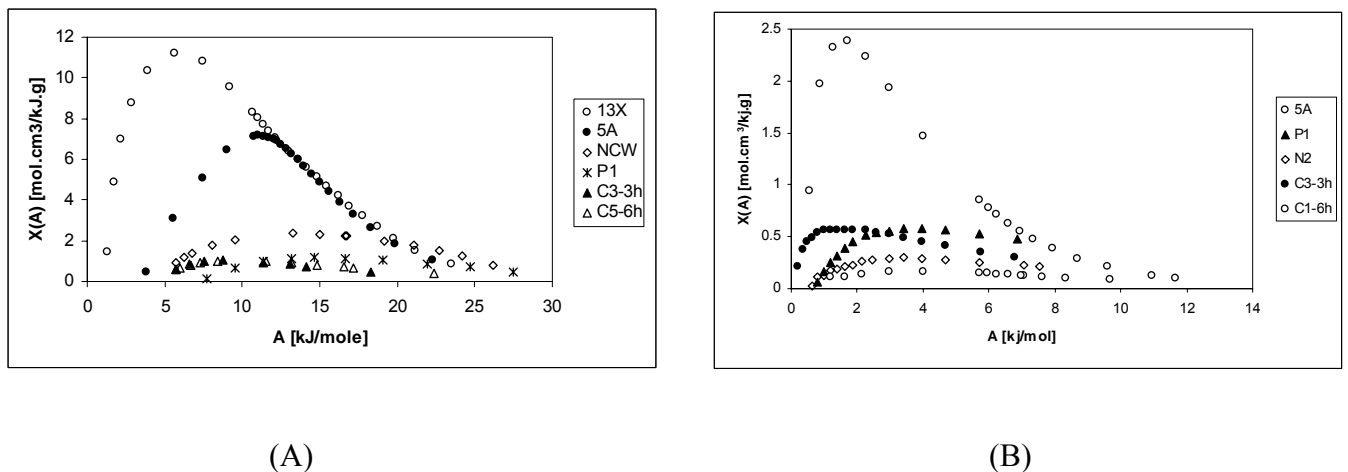 12
10
8
6
4
2
0
0 5 10 15 20 25 30
X(A) [mol.cm3/kJ.g]
A [kJ/mole]
13X
5A
NCW
P1
C3-3h
C5-6h
(A)
2.5
2
1.5
1
0.5
0
0 2 4 6 8 10 12 14
X(A) [mol.cm³/kj.g]
A [kj/mol]
5A
P1
N2
C3-3h
C1-6h
(B)